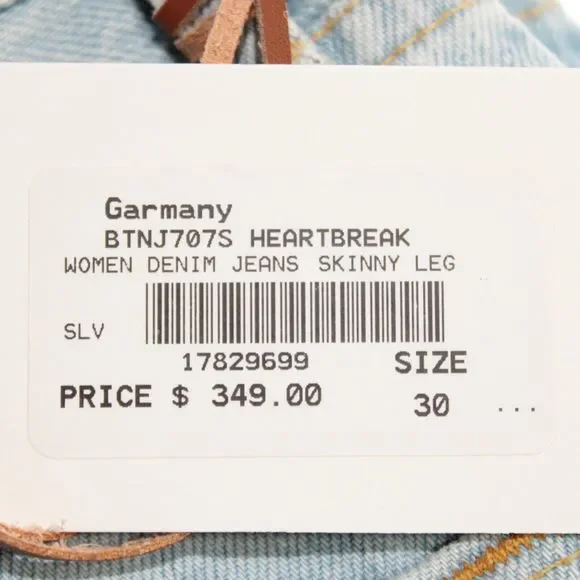 Garmany
BTNJ707S HEARTBREAK
WOMEN DENIM JEANS SKINNY LEG
SLV
17829699
SIZE
PRICE $ 349.00
30 ...